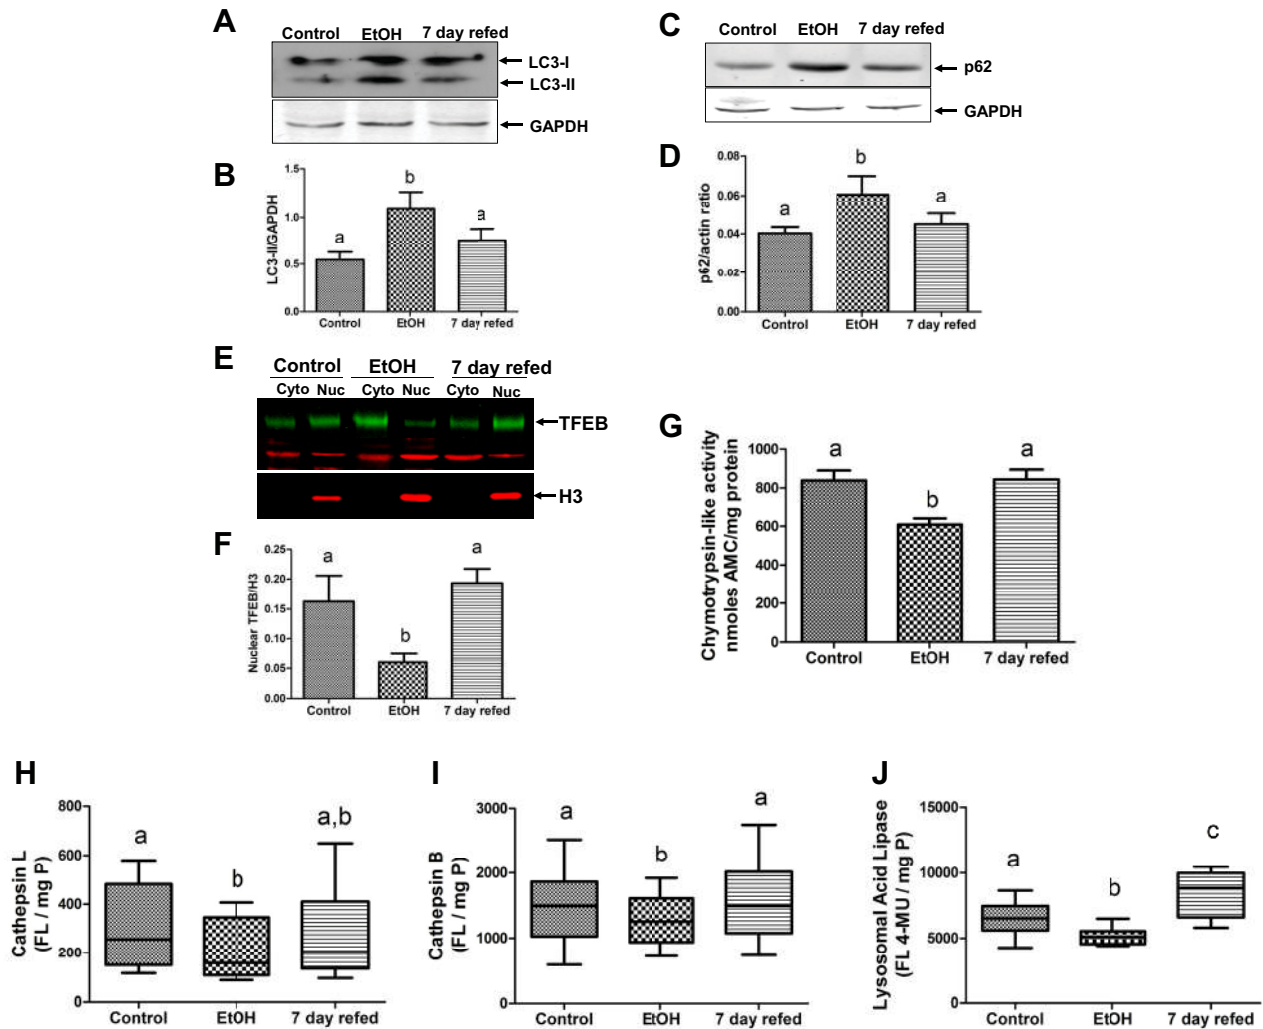 A
Control EtOH 7 day refed
LC3-I
LC3-II
GAPDH
B
LC3-II/GAPDH
1.5
1.0
0.5
0.0
a
b
a
Control EtOH 7 day refed
C
Control EtOH 7 day refed
p62
GAPDH
D
p62/actin ratio
0.08
0.06
0.04
0.02
0.00
a
b
a
Control EtOH 7 day refed
E
Control EtOH 7 day refed
Cyto Nuc Cyto Nuc Cyto Nuc
TFEB
H3
F
Nuclear TFEB/H3
0.25
0.20
0.15
0.10
0.05
0.00
a
b
a
Control EtOH 7 day refed
G
Chymotrypsin-like activity
nmoles AMC/mg protein
1000
800
600
400
200
0
a
b
a
Control EtOH 7 day refed
H
Cathepsin L
(FL / mg P)
800
600
400
200
0
a
b
a,b
Control EtOH 7 day refed
I
Cathepsin B
(FL / mg P)
3000
2000
1000
0
a
b
a
Control EtOH 7 day refed
J
Lysosomal Acid Lipase
(FL 4-MU / mg P)
15000
10000
5000
0
a
b
c
Control EtOH 7 day refed